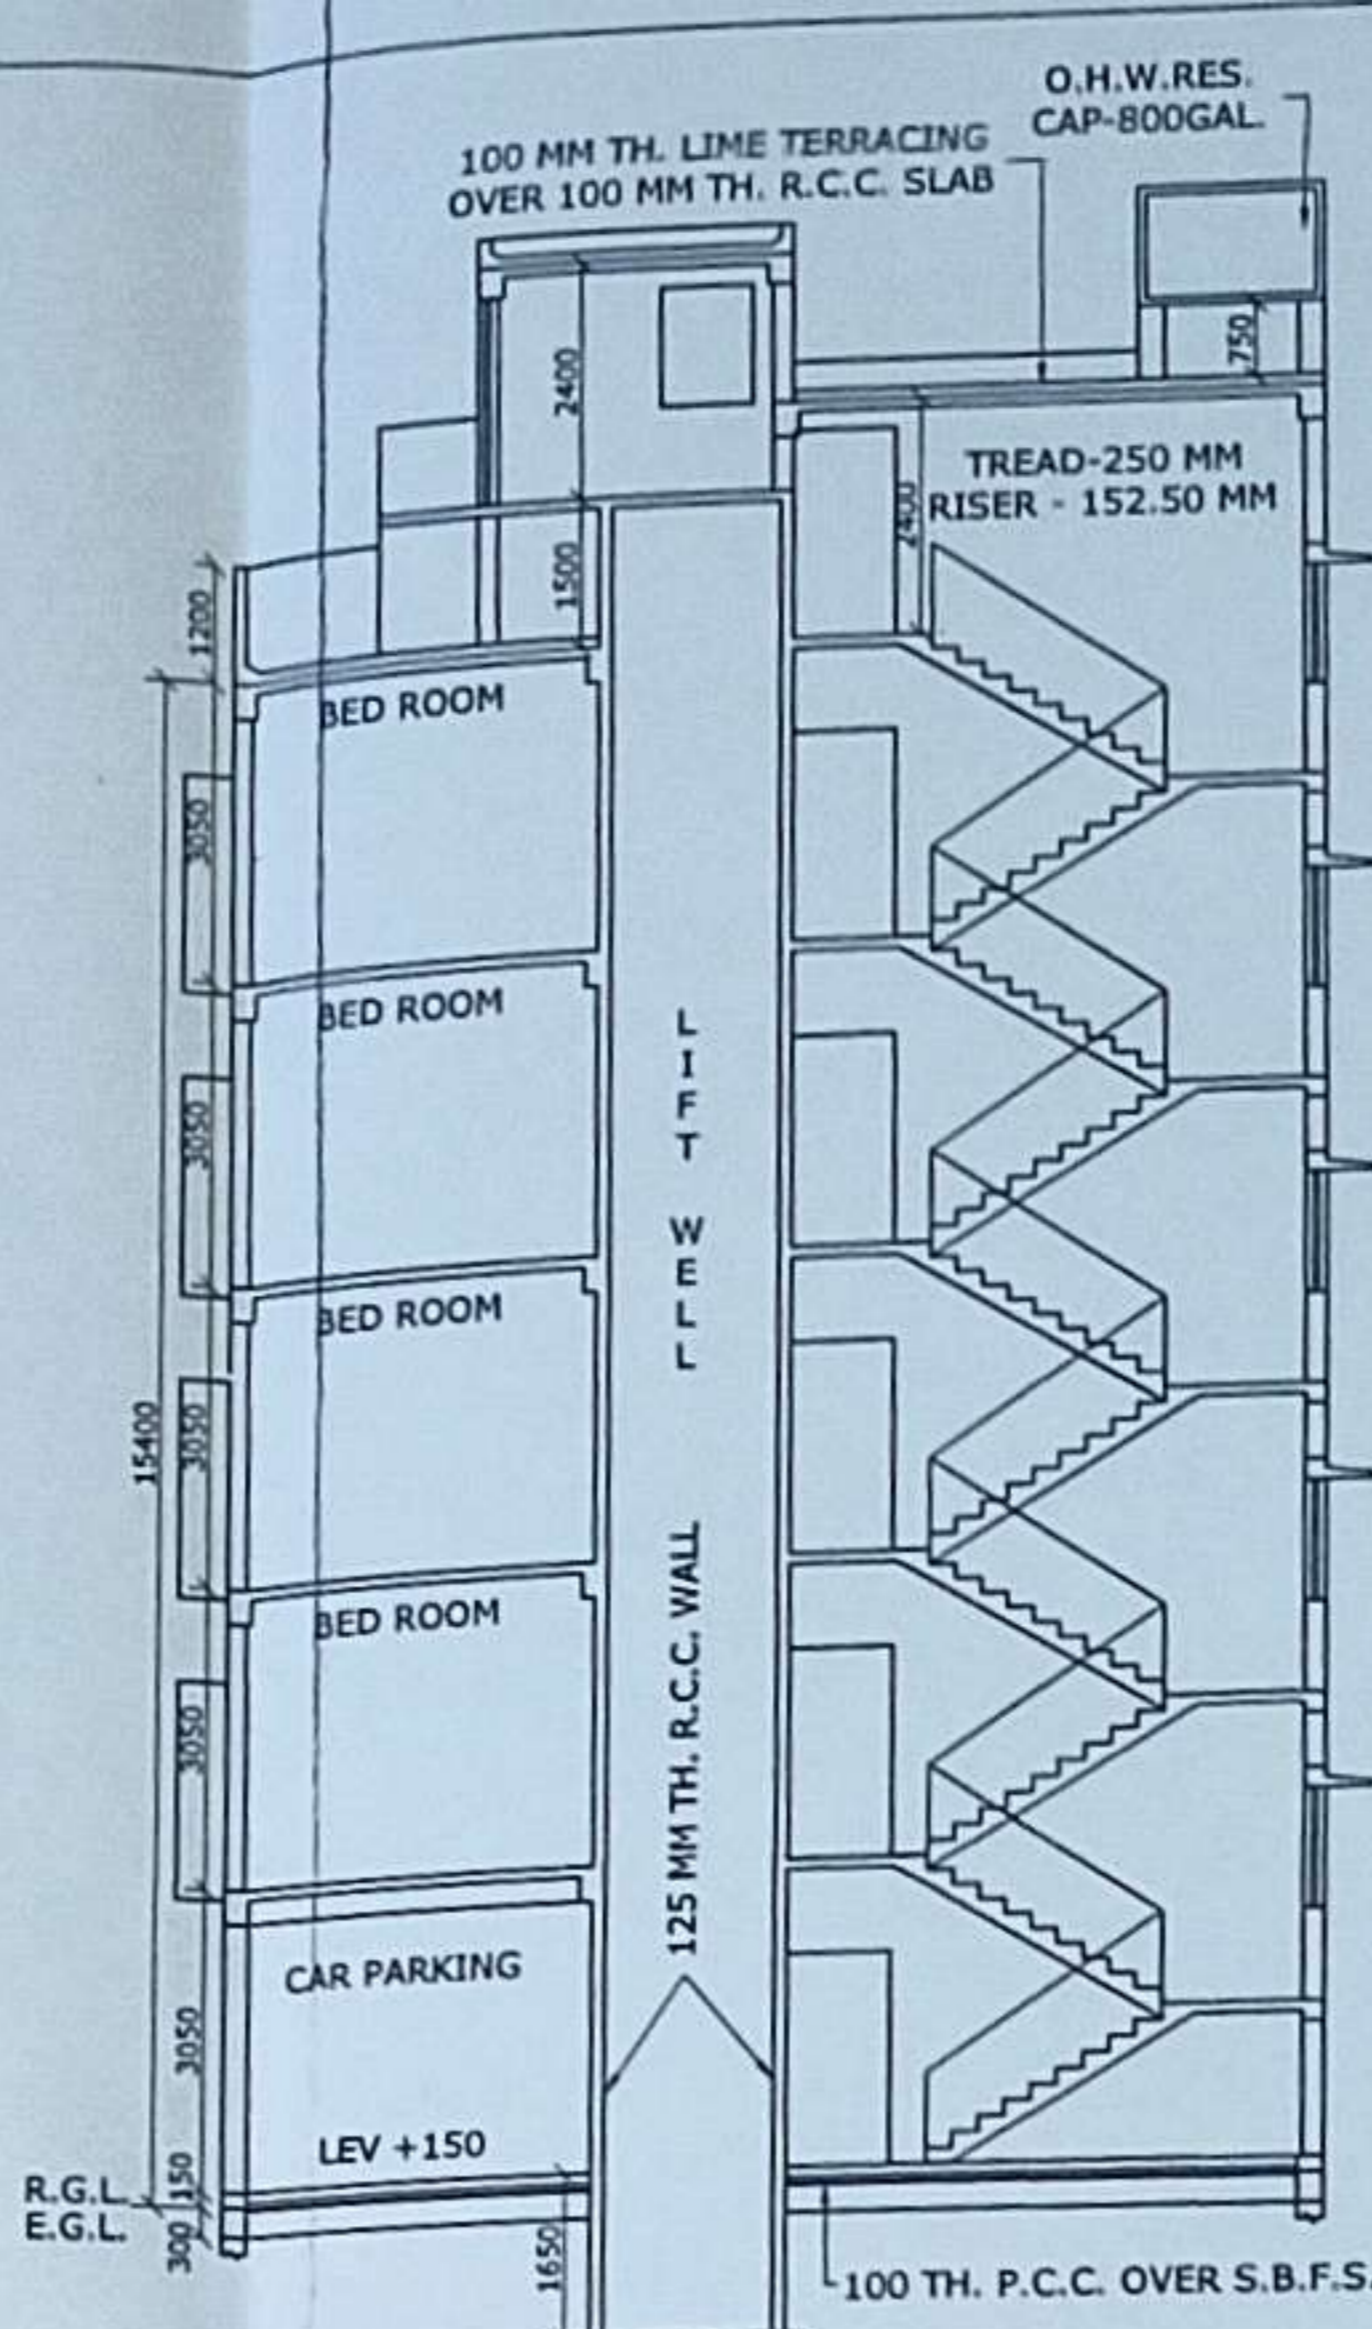 O.H.W.RES.
CAP-800GAL.
100 MM TH. LIME TERRACING
OVER 100 MM TH. R.C.C. SLAB
750
2400
TREAD-250 MM
RISER - 152.50 MM
2400
1500
1200
BED ROOM
3050
BED ROOM
3050
LIFT WELL
BED ROOM
3050
15400
BED ROOM
3050
125 MM TH. R.C.C. WALL
CAR PARKING
3050
LEV +150
150
R.G.L.
E.G.L.
300
1650
100 TH. P.C.C. OVER S.B.F.S.